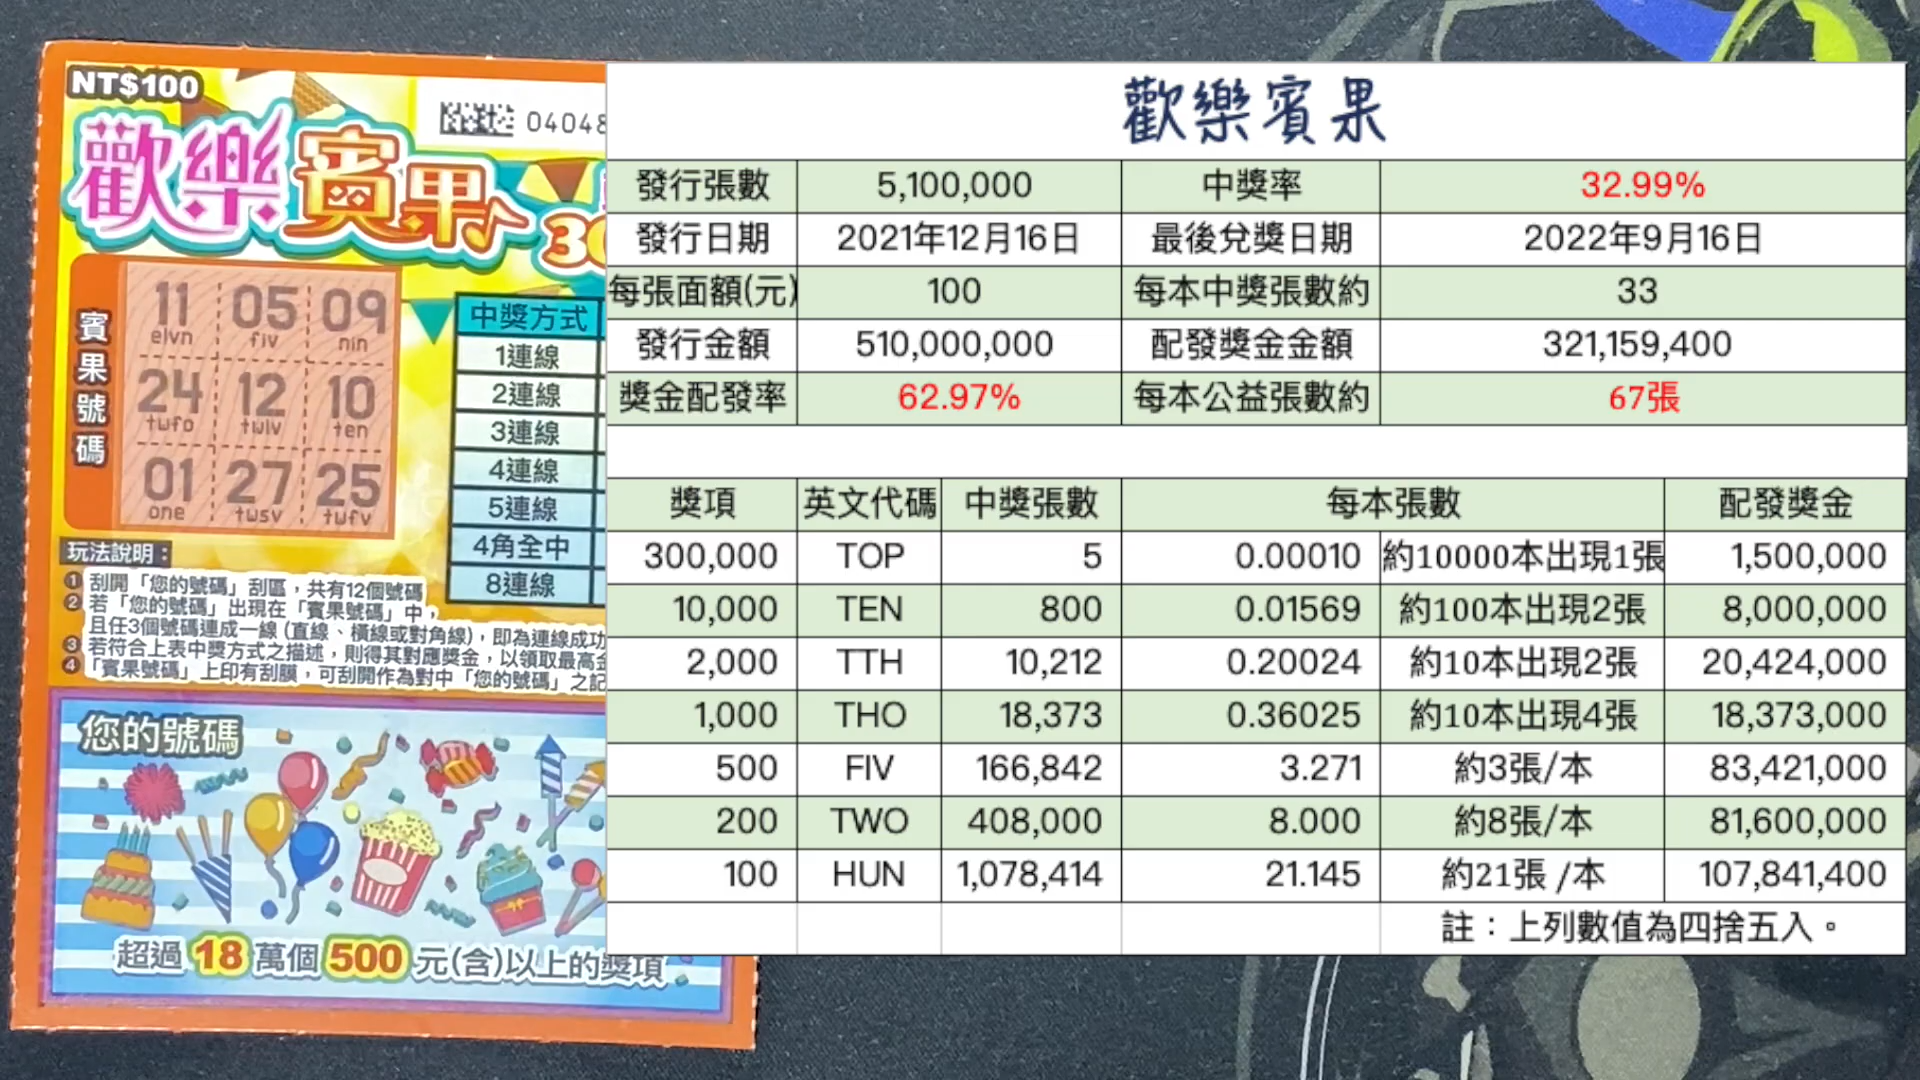 NT$100
04048
歡樂賓果
30
賓果號碼
11 05 09
elvn fiv nin
24 12 10
twfo twlv ten
01 27 25
one twsv twfv
中獎方式
1連線
2連線
3連線
4連線
5連線
4角全中
8連線
玩法說明：
1 刮開「您的號碼」刮區，共有12個號碼
2 若「您的號碼」出現在「賓果號碼」中，
且任3個號碼連成一線(直線、橫線或對角線)，即為連線成功
3 若符合上表中獎方式之描述，則得其對應獎金，以領取最高
4 「賓果號碼」上印有刮膜，可刮開作為對中「您的號碼」之記
您的號碼
超過18萬個500元(含)以上的獎項
歡樂賓果
發行張數 5,100,000 中獎率 32.99%
發行日期 2021年12月16日 最後兌獎日期 2022年9月16日
每張面額(元) 100 每本中獎張數約 33
發行金額 510,000,000 配發獎金金額 321,159,400
獎金配發率 62.97% 每本公益張數約 67張
獎項 英文代碼 中獎張數 每本張數 配發獎金
300,000 TOP 5 0.00010 約10000本出現1張 1,500,000
10,000 TEN 800 0.01569 約100本出現2張 8,000,000
2,000 TTH 10,212 0.20024 約10本出現2張 20,424,000
1,000 THO 18,373 0.36025 約10本出現4張 18,373,000
500 FIV 166,842 3.271 約3張/本 83,421,000
200 TWO 408,000 8.000 約8張/本 81,600,000
100 HUN 1,078,414 21.145 約21張 /本 107,841,400
註：上列數值為四捨五入。